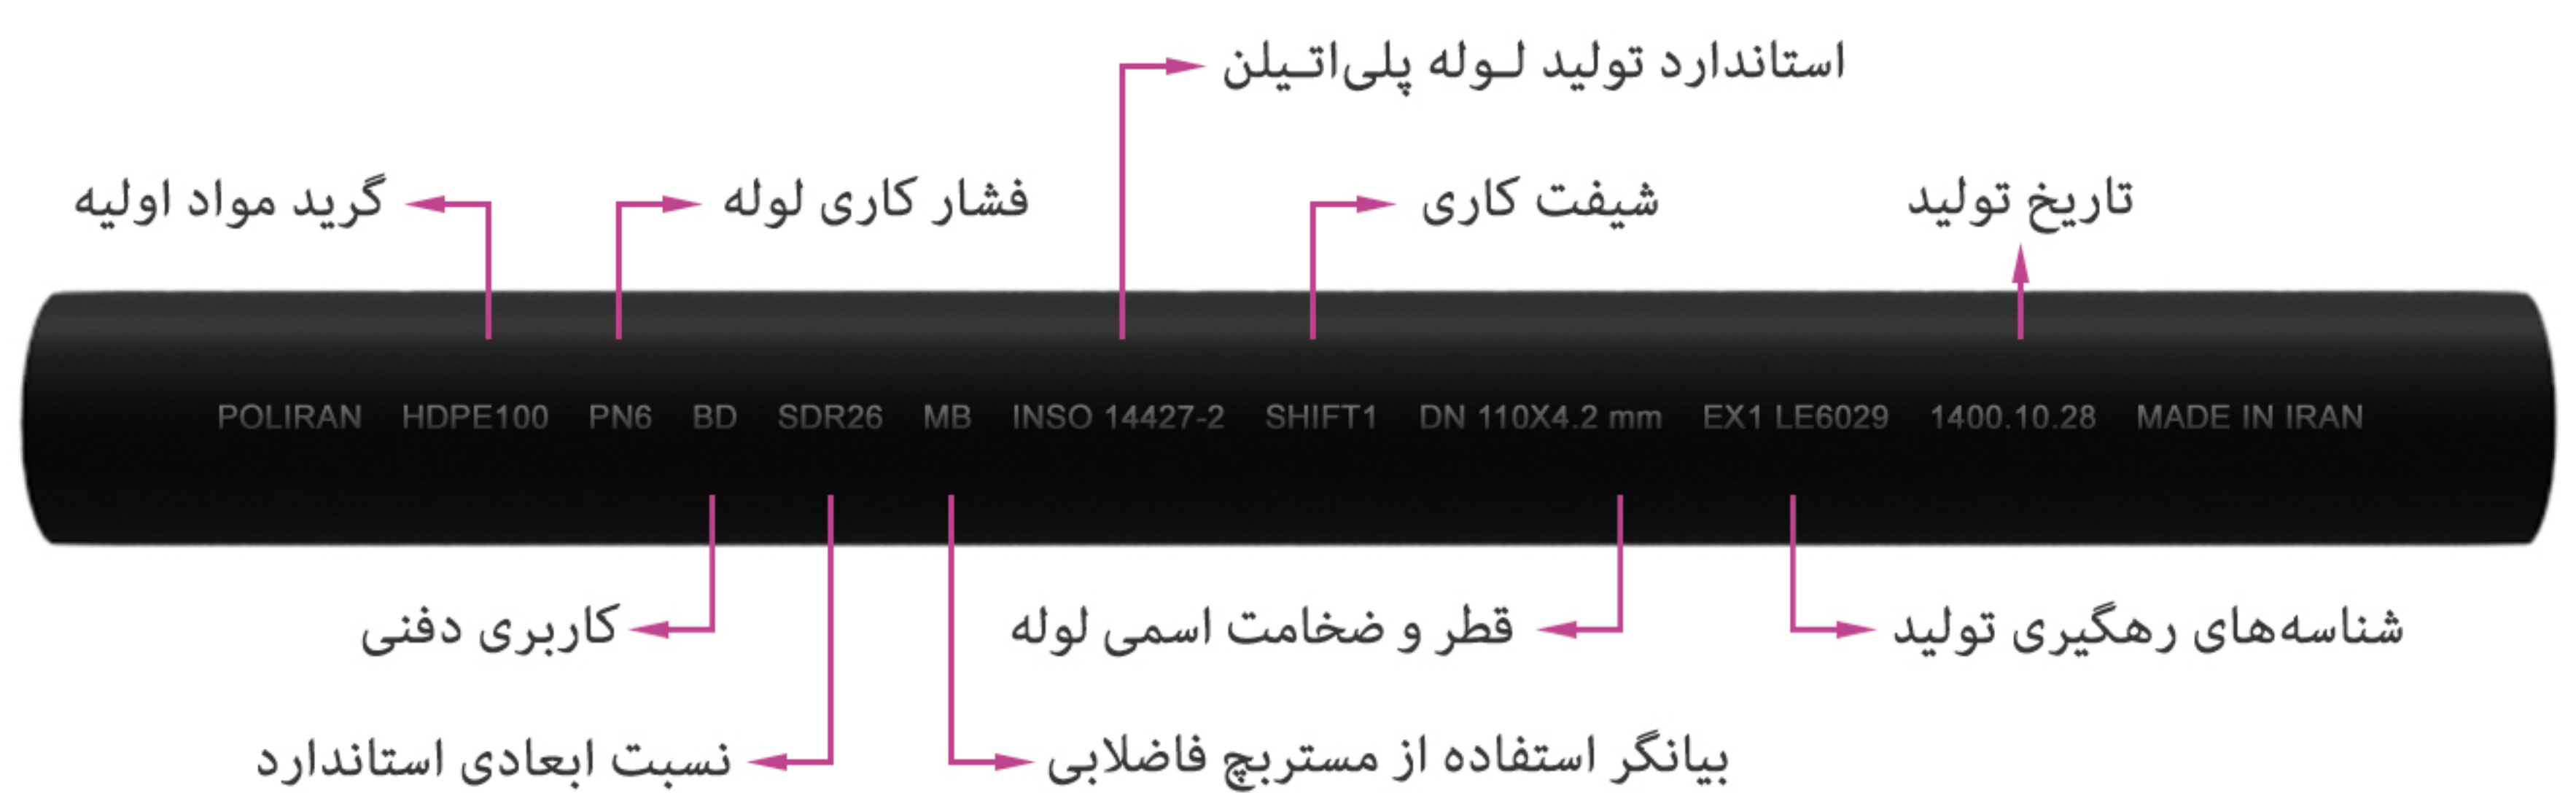 استاندارد تولید لـوله پلی‌اتـیلن
گرید مواد اولیه
فشار کاری لوله
شیفت کاری
تاریخ تولید
POLIRAN HDPE100 PN6 BD SDR26 MB INSO 14427-2 SHIFT1 DN 110X4.2 mm EX1 LE6029 1400.10.28 MADE IN IRAN
کاربری دفنی
قطر و ضخامت اسمی لوله
شناسه‌های رهگیری تولید
نسبت ابعادی استاندارد
بیانگر استفاده از مستربچ فاضلابی